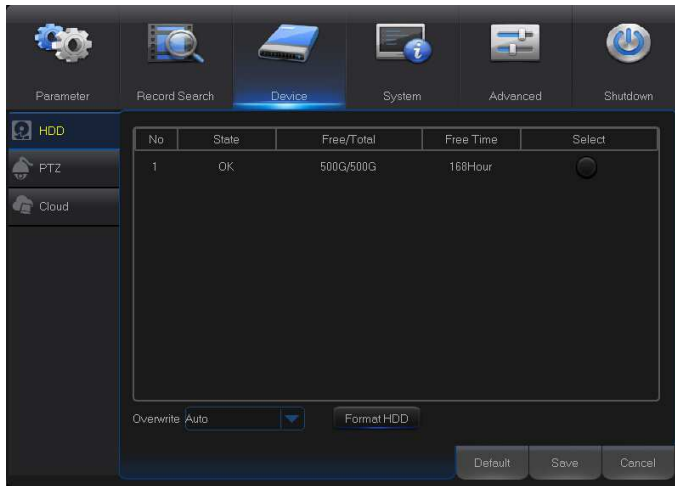 Parameter Record Search Device System Advanced Shutdown
HDD
PTZ
Cloud
No State Free/Total Free Time Select
1 OK 500G/500G 168Hour
Overwrite Auto Format HDD
Default Save Cancel